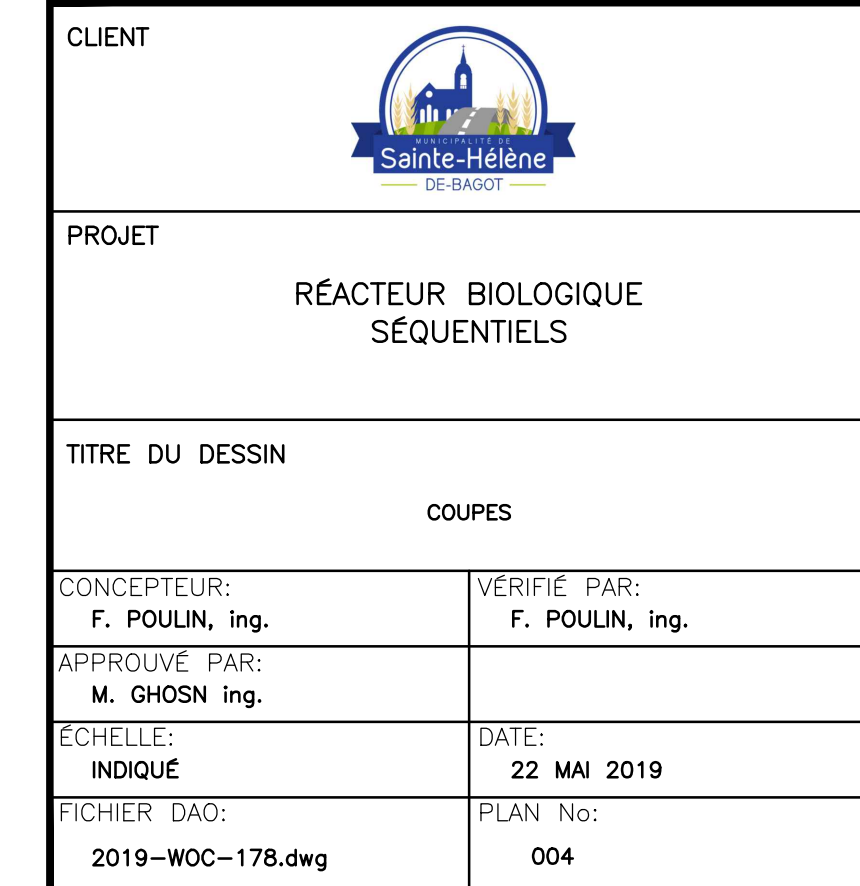 CLIENT
MUNICIPALITÉ DE
Sainte-Hélène
DE-BAGOT
PROJET
RÉACTEUR BIOLOGIQUE
SÉQUENTIELS
TITRE DU DESSIN
COUPES
CONCEPTEUR:
F. POULIN, ing.
VÉRIFIÉ PAR:
F. POULIN, ing.
APPROUVÉ PAR:
M. GHOSN ing.
ÉCHELLE:
INDIQUÉ
DATE:
22 MAI 2019
FICHIER DAO:
2019-WOC-178.dwg
PLAN No:
004